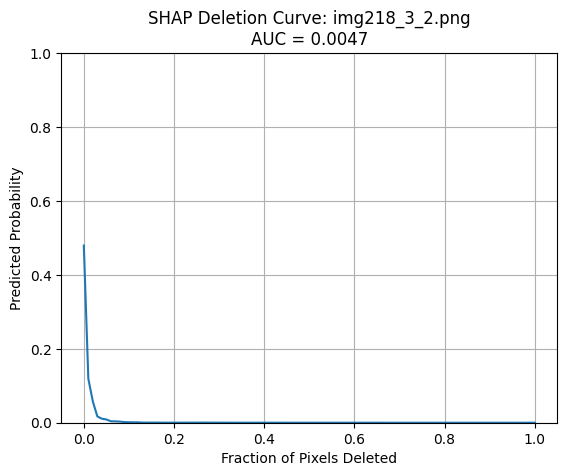 SHAP Deletion Curve: img218_3_2.png
AUC = 0.0047
1.0
0.8
0.6
0.4
0.2
0.0
Predicted Probability
0.0 0.2 0.4 0.6 0.8 1.0
Fraction of Pixels Deleted